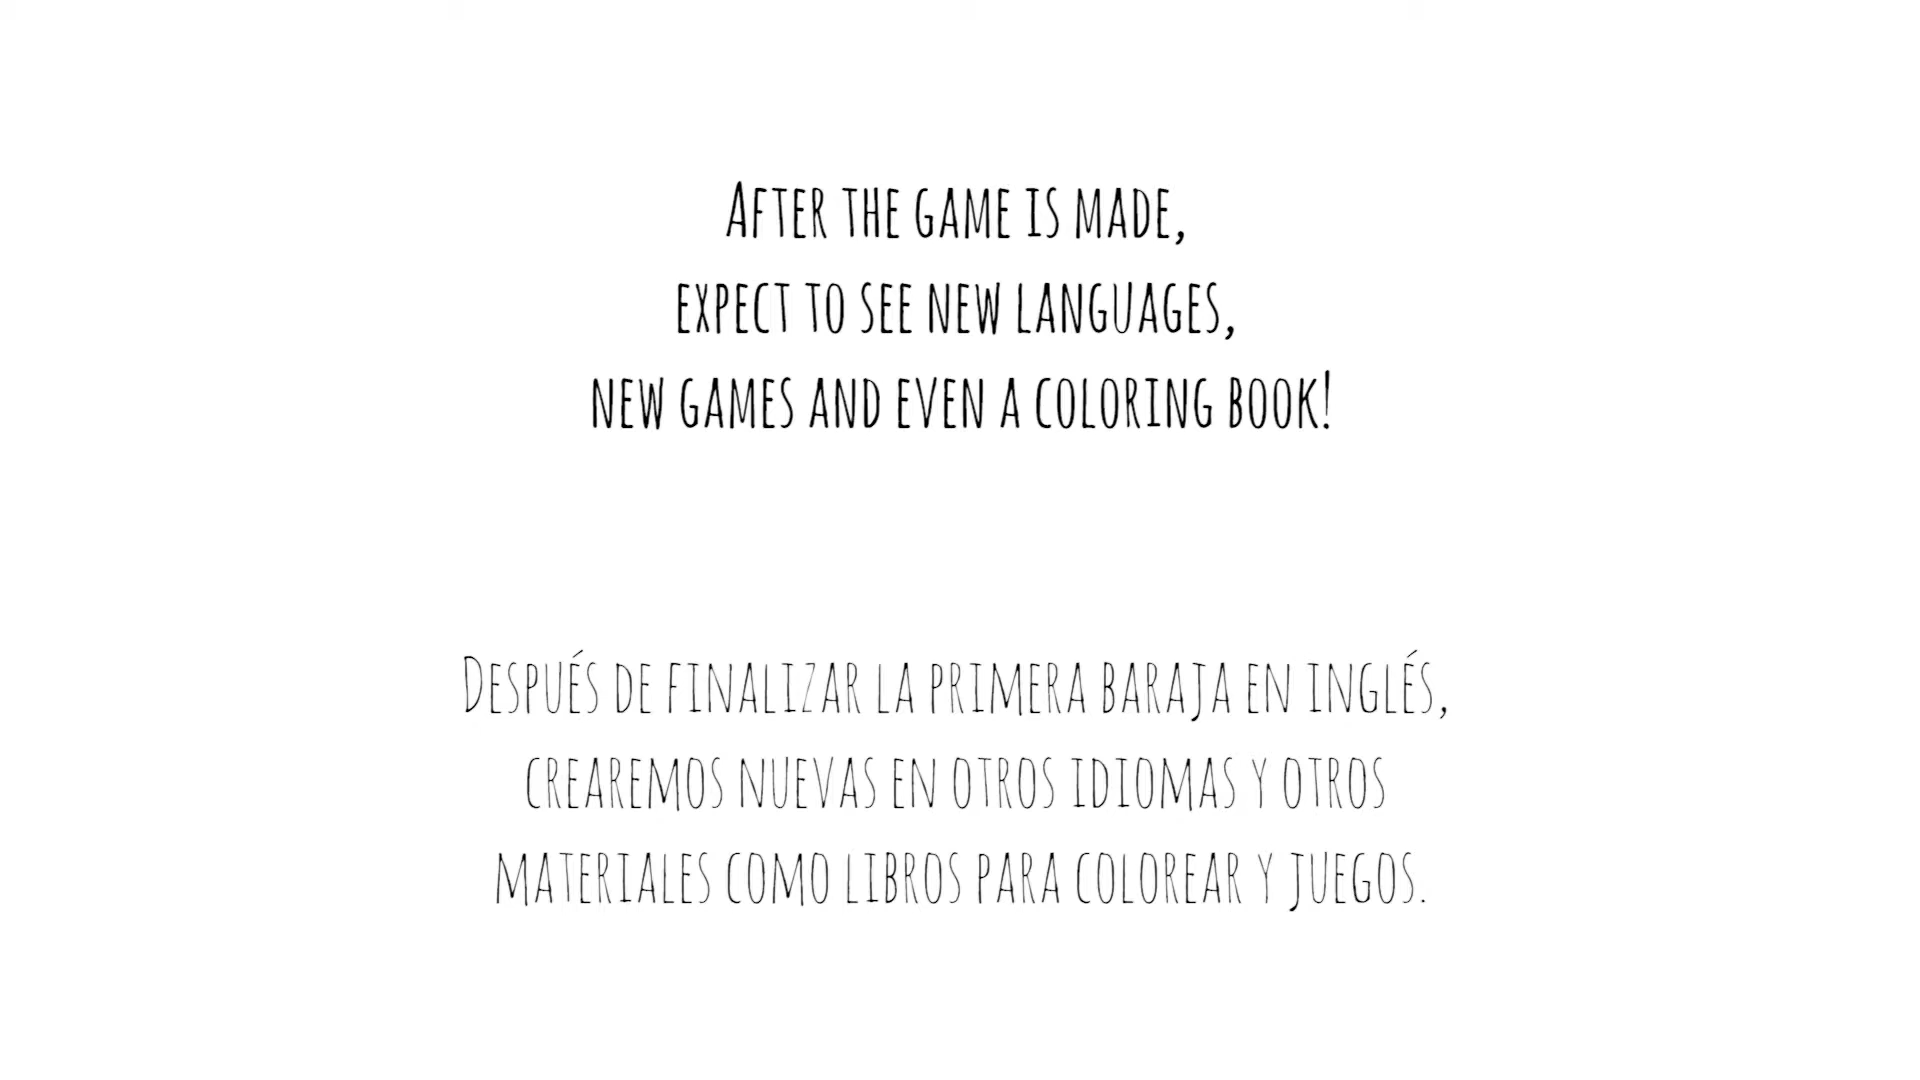 After the game is made,
expect to see new languages,
new games and even a coloring book!
Después de finalizar la primera baraja en inglés,
crearemos nuevas en otros idiomas y otros
materiales como libros para colorear y juegos.